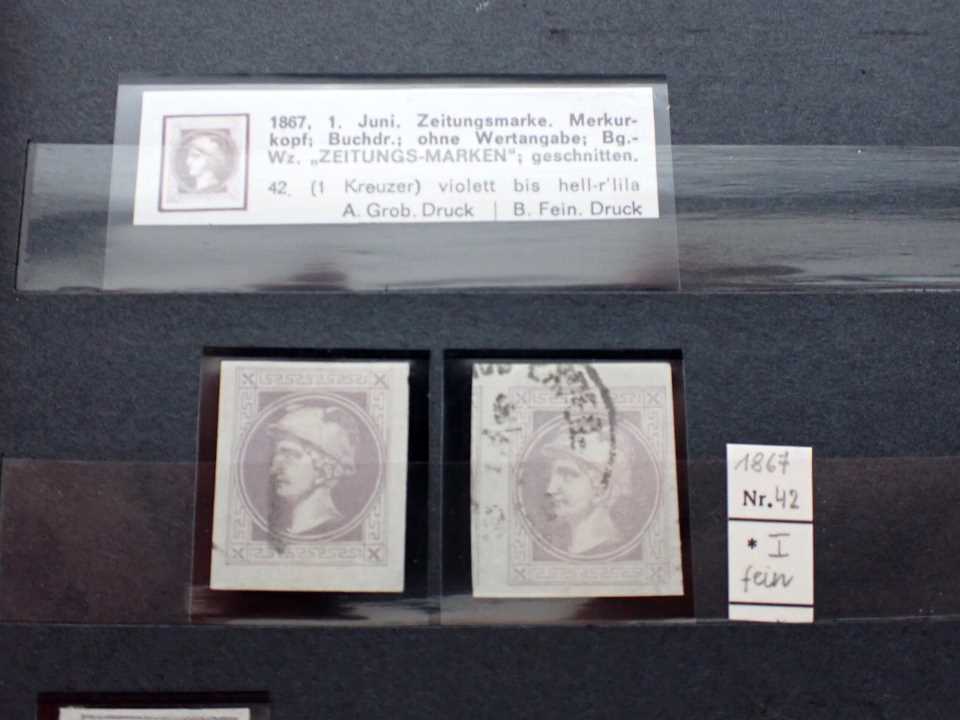 1867, 1. Juni. Zeitungsmarke. Merkur-
kopf; Buchdr.; ohne Wertangabe; Bg.-
Wz. „ZEITUNGS-MARKEN"; geschnitten.
42. (1 Kreuzer) violett bis hell-r'lila
A. Grob. Druck | B. Fein. Druck
1867
Nr. 42
* I
fein